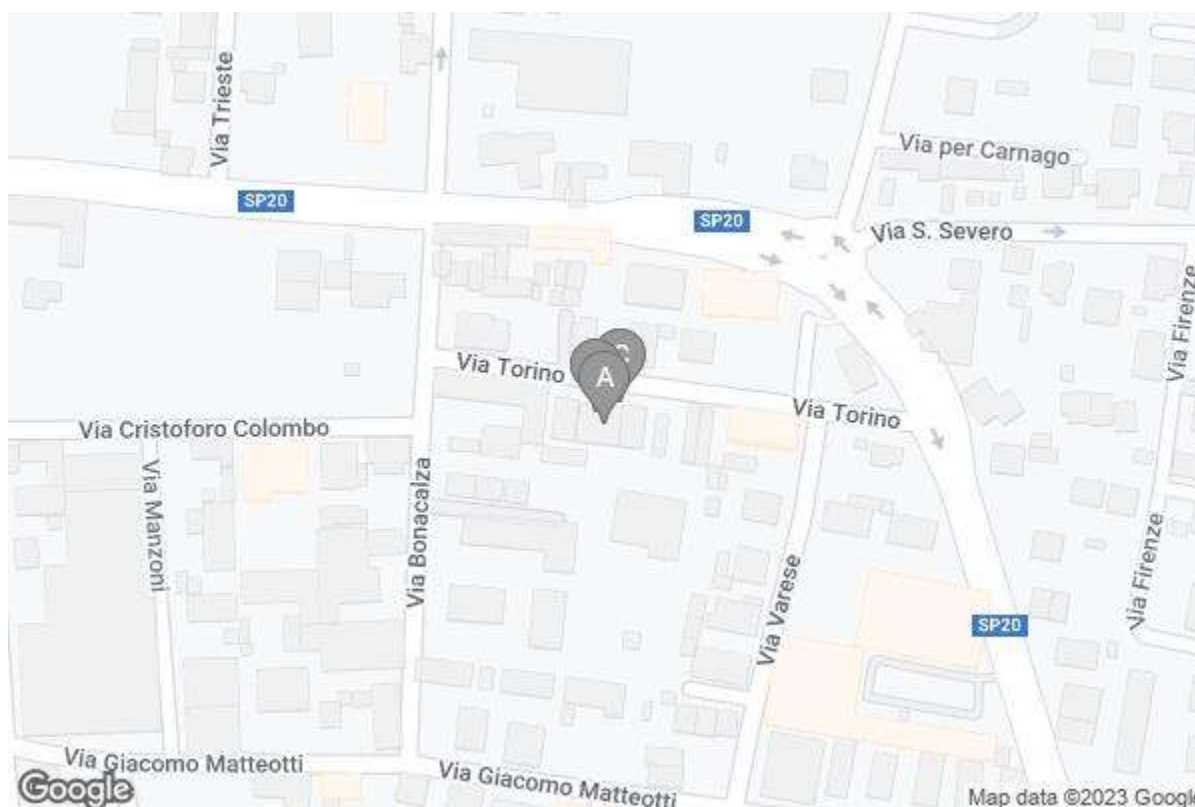 Via Trieste
Via per Carnago
SP20
SP20
Via S. Severo
Via Firenze
Via Torino
A
Via Torino
Via Cristoforo Colombo
Via Manzoni
Via Bonacalza
Via Firenze
Via Varese
SP20
Via Giacomo Matteotti
Via Giacomo Matteotti
Google
Map data ©2023 Google